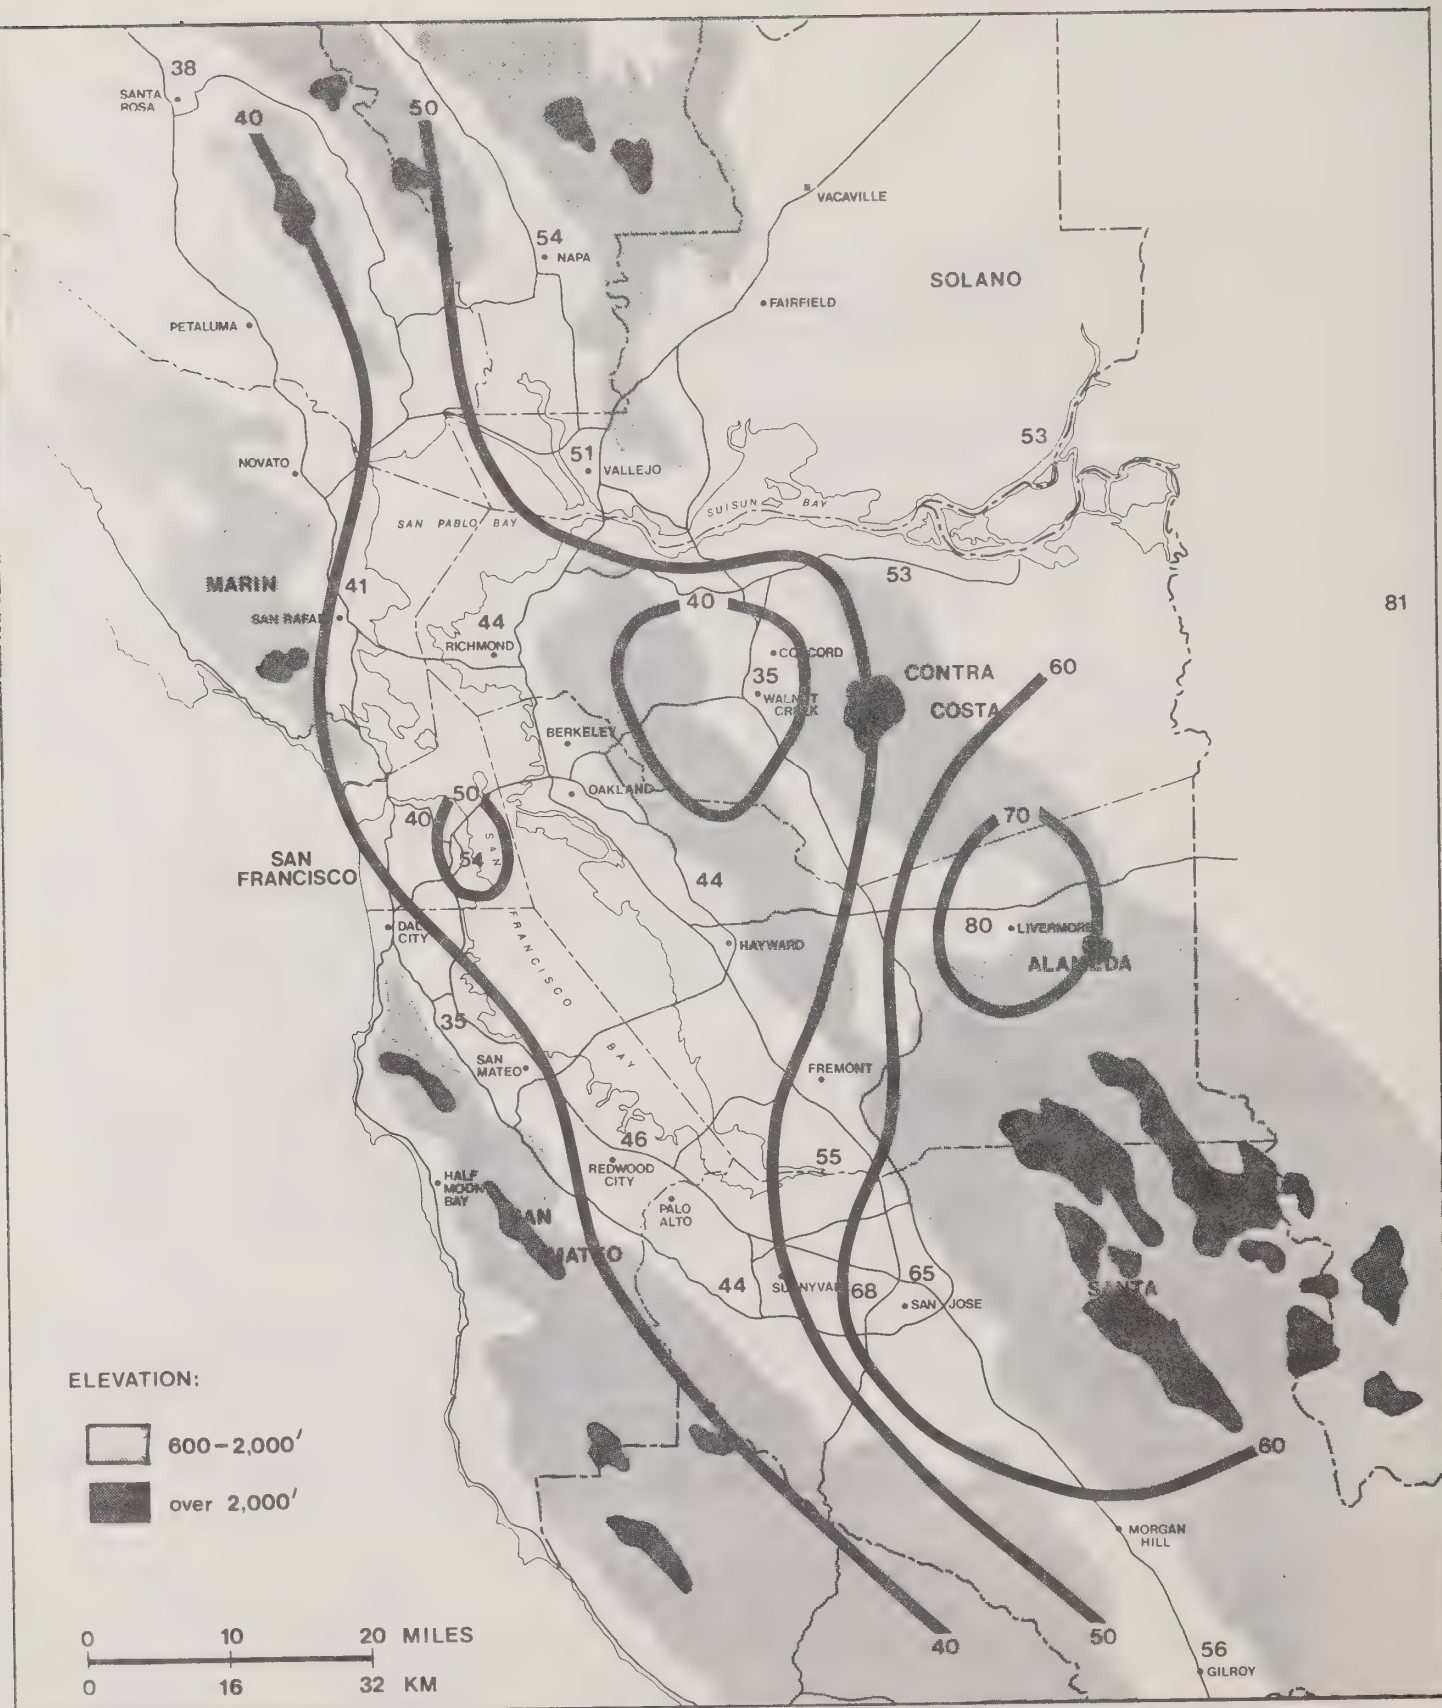 38
SANTA
ROSA
40
50
VACAVILLE
54
NAPA
SOLANO
FAIRFIELD
PETALUMA
53
51
NOVATO
VALLEJO
SUISUN BAY
SAN PABLO BAY
53
MARIN
41
40
81
SAN RAFAEL
44
RICHMOND
CONCORD
CONTRA
COSTA
60
35
WALNUT
CREEK
BERKELEY
50
OAKLAND
40
70
SAN
FRANCISCO
54
SAN
FRANCISCO
BAY
44
80
LIVERMORE
DALY
CITY
HAYWARD
ALAMEDA
35
SAN
MATEO
FREMONT
46
REDWOOD
CITY
55
HALF
MOON
BAY
PALO
ALTO
SAN
MATEO
44
SUNNYVALE
68
65
SAN JOSE
SANTA
ELEVATION:
600-2,000'
over 2,000'
60
MORGAN
HILL
0 10 20 MILES
0 16 32 KM
40
50
56
GILROY